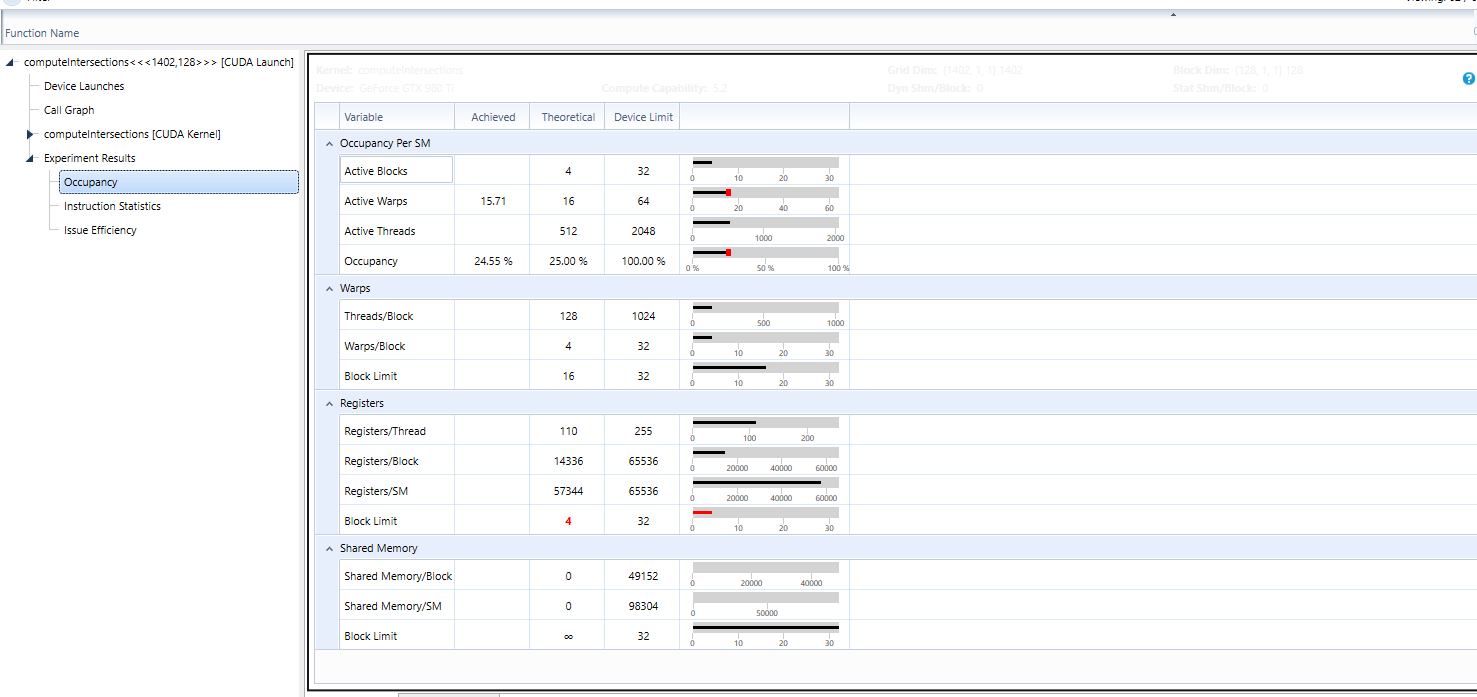 Function Name
computeIntersections<<<1402,128>>> [CUDA Launch]
Device Launches
Call Graph
computeIntersections [CUDA Kernel]
Experiment Results
Occupancy
Instruction Statistics
Issue Efficiency
Kernel: computeIntersections Grid Dim: {1402, 1, 1} 1402 Block Dim: {128, 1, 1} 128
Device: GeForce GTX 980 Ti Compute Capability: 5.2 Dyn Shm/Block: 0 Stat Shm/Block: 0
Variable Achieved Theoretical Device Limit
Occupancy Per SM
Active Blocks 4 32
0 10 20 30
Active Warps 15.71 16 64
0 20 40 60
Active Threads 512 2048
0 1000 2000
Occupancy 24.55 % 25.00 % 100.00 %
0 % 50 % 100 %
Warps
Threads/Block 128 1024
0 500 1000
Warps/Block 4 32
0 10 20 30
Block Limit 16 32
0 10 20 30
Registers
Registers/Thread 110 255
0 100 200
Registers/Block 14336 65536
0 20000 40000 60000
Registers/SM 57344 65536
0 20000 40000 60000
Block Limit 4 32
0 10 20 30
Shared Memory
Shared Memory/Block 0 49152
0 20000 40000
Shared Memory/SM 0 98304
0 50000
Block Limit ∞ 32
0 10 20 30